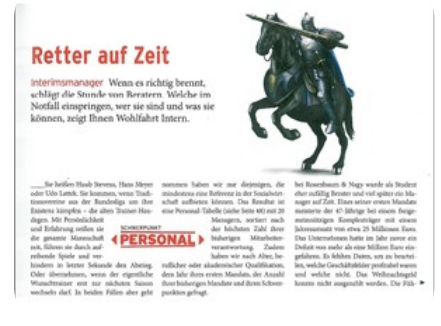 Retter auf Zeit
Interimsmanager Wenn es richtig brennt,
schlägt die Stunde von Beratern. Welche im
Notfall einspringen, wer sie sind und was sie
können, zeigt Ihnen Wohlfahrt Intern.
Sie heißen Huub Stevens, Hans Meyer
oder Udo Lattek. Sie kommen, wenn Tradi-
tionsvereine aus der Bundesliga um ihre
Existenz kämpfen – die alten Trainer-Hau-
degen. Mit Persönlichkeit
und Erfahrung reißen sie
die gesamte Mannschaft
mit, führen sie durch auf-
reibende Spiele und ver-
hindern in letzter Sekunde den Abstieg.
Oder übernehmen, wenn der eigentliche
Wunschtrainer erst zur nächsten Saison
wechseln darf. In beiden Fällen aber geht
SCHWERPUNKT
PERSONAL
nommen haben wir nur diejenigen, die
mindestens eine Referenz in der Sozialwirt-
schaft aufbieten können. Das Resultat ist
eine Personal-Tabelle (siehe Seite 48) mit 20
Managern, sortiert nach
der höchsten Zahl ihrer
bisherigen Mitarbeiter-
verantwortung. Zudem
haben wir nach Alter, be-
ruflicher oder akademischer Qualifikation,
dem Jahr ihres ersten Mandats, der Anzahl
ihrer bisherigen Mandate und ihren Schwer-
punkten gefragt.
bei Rosenbaum & Nagy wurde als Student
eher zufällig Berater und viel später ein Ma-
nager auf Zeit. Eines seiner ersten Mandate
meisterte der 47-Jährige bei einem freige-
meinnützigen Komplexträger mit einem
Jahresumsatz von etwa 25 Millionen Euro.
Das Unternehmen hatte im Jahr zuvor ein
Defizit von mehr als eine Million Euro ein-
gefahren. Es fehlten Daten, um zu beurtei-
len, welche Geschäftsfelder profitabel waren
und welche nicht. Das Weihnachtsgeld
konnte nicht ausgezahlt werden. Die Füh-